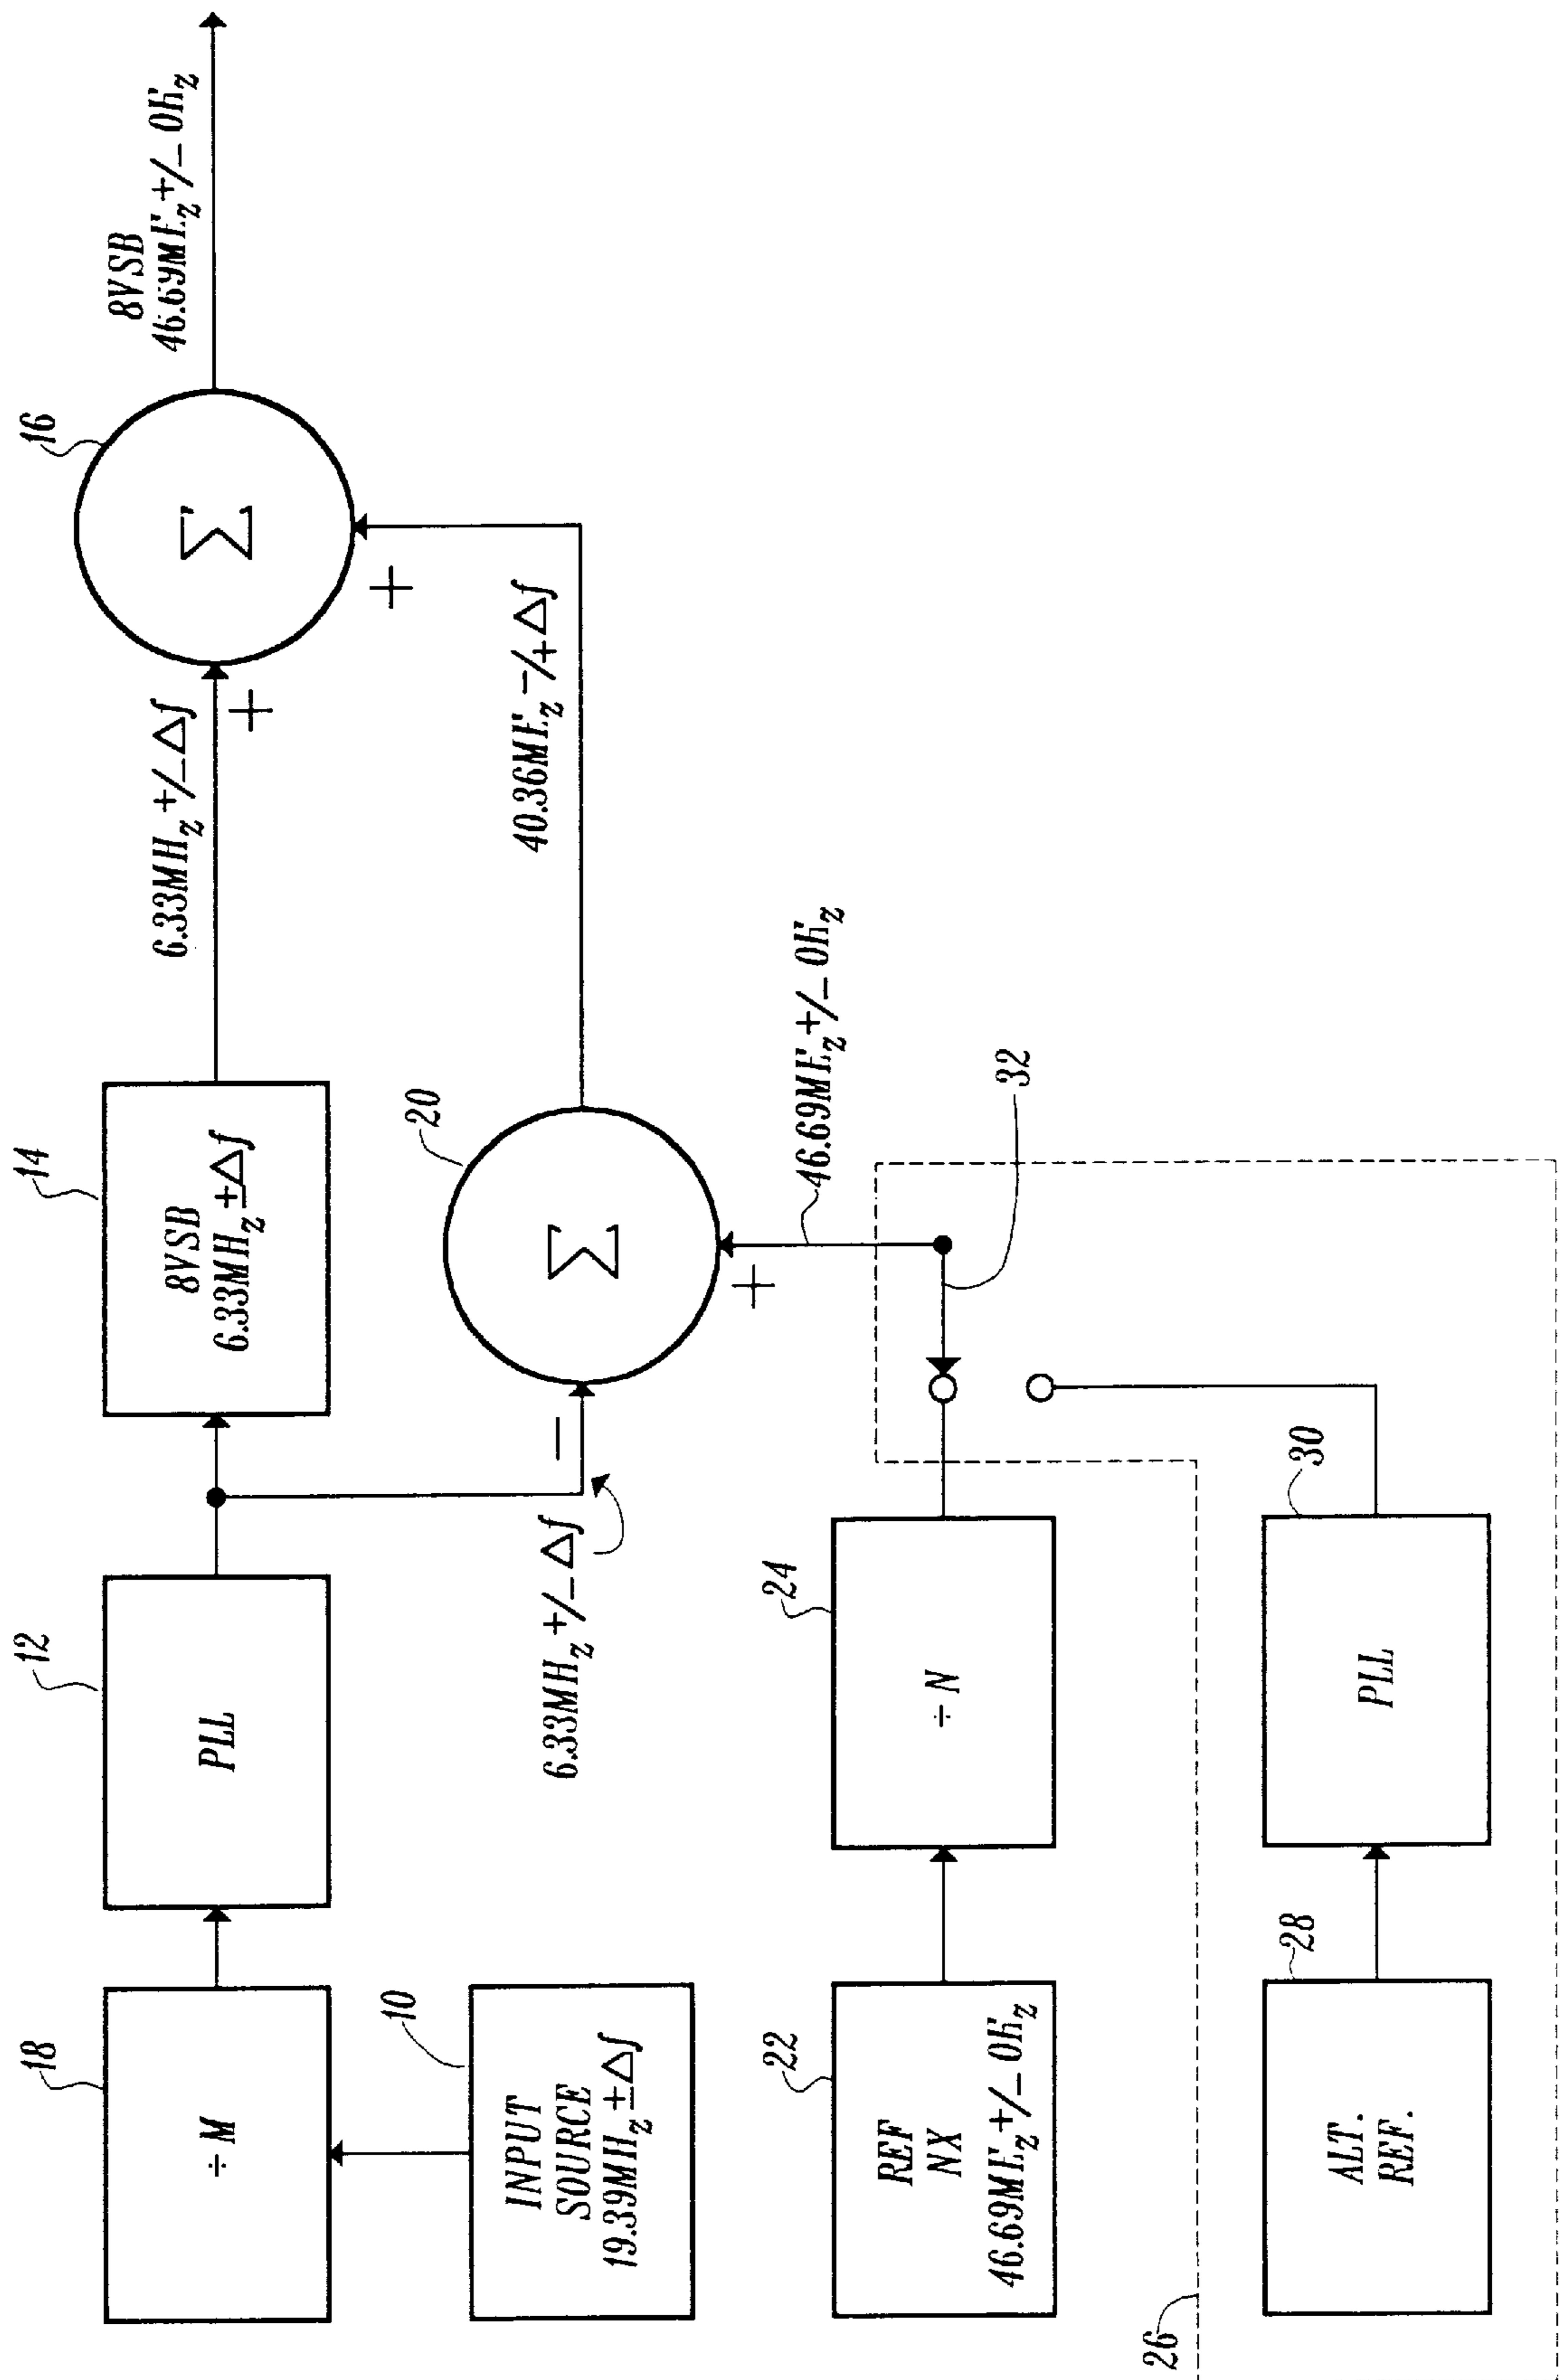 18
÷M
12
PLL
14
8VSB
6.33MHz±Δf
6.33MHz+/-Δf
+
16
Σ
+
8VSB
46.69MHz+/-0Hz
10
INPUT
SOURCE
19.39MHz±Δf
6.33MHz+/-Δf
-
20
Σ
+
40.36MHz-/+Δf
46.69MHz+/-0Hz
22
REF
NX
46.69MHz+/-0Hz
24
÷N
32
26
28
ALT.
REF.
30
PLL